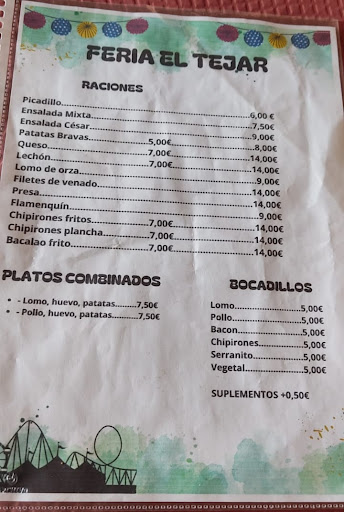 FERIA EL TEJAR
RACIONES
Picadillo..........6,00 €
Ensalada Mixta..........7,50€
Ensalada César..........9,00€
Patatas Bravas..........5,00€..........8,00€
Queso..........7,00€..........14,00€
Lechón..........7,00€..........14,00€
Lomo de orza..........9,00€
Filetes de venado..........14,00€
Presa..........14,00€
Flamenquín..........9,00€
Chipirones fritos..........7,00€..........14,00€
Chipirones plancha..........7,00€..........14,00€
Bacalao frito..........7,00€..........14,00€
PLATOS COMBINADOS
• - Lomo, huevo, patatas..........7,50€
• - Pollo, huevo, patatas..........7,50€
BOCADILLOS
Lomo..........5,00€
Pollo..........5,00€
Bacon..........5,00€
Chipirones..........5,00€
Serranito..........5,00€
Vegetal..........5,00€
SUPLEMENTOS +0,50€